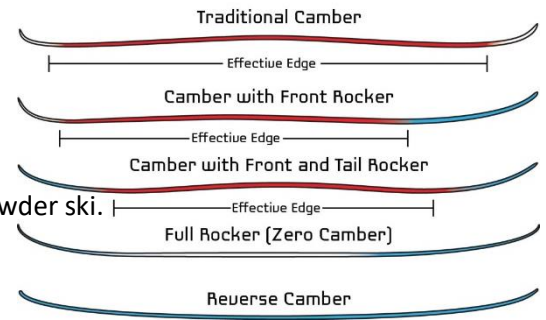 Traditional Camber
Effective Edge
Camber with Front Rocker
Effective Edge
Camber with Front and Tail Rocker
ski.
Effective Edge
Full Rocker (Zero Camber)
Reverse Camber